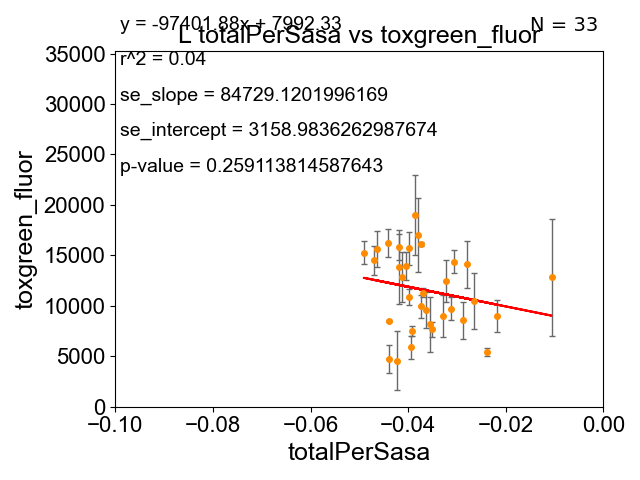 y = -97401.88x + 7992.33
N = 33
L totalPerSasa vs toxgreen_fluor
r^2 = 0.04
se_slope = 84729.1201996169
se_intercept = 3158.9836262987674
p-value = 0.259113814587643
35000
30000
25000
20000
15000
10000
5000
0
toxgreen_fluor
−0.10
−0.08
−0.06
−0.04
−0.02
0.00
totalPerSasa